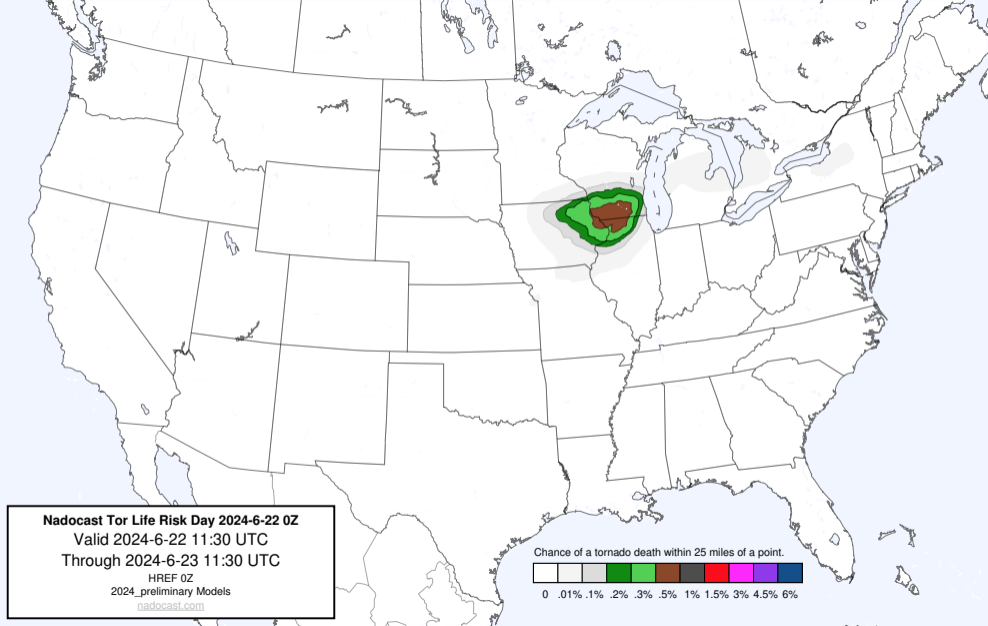 Nadocast Tor Life Risk Day 2024-6-22 0Z
Valid 2024-6-22 11:30 UTC
Through 2024-6-23 11:30 UTC
HREF 0Z
2024_preliminary Models
nadocast.com
Chance of a tornado death within 25 miles of a point.
0 .01% .1% .2% .3% .5% 1% 1.5% 3% 4.5% 6%